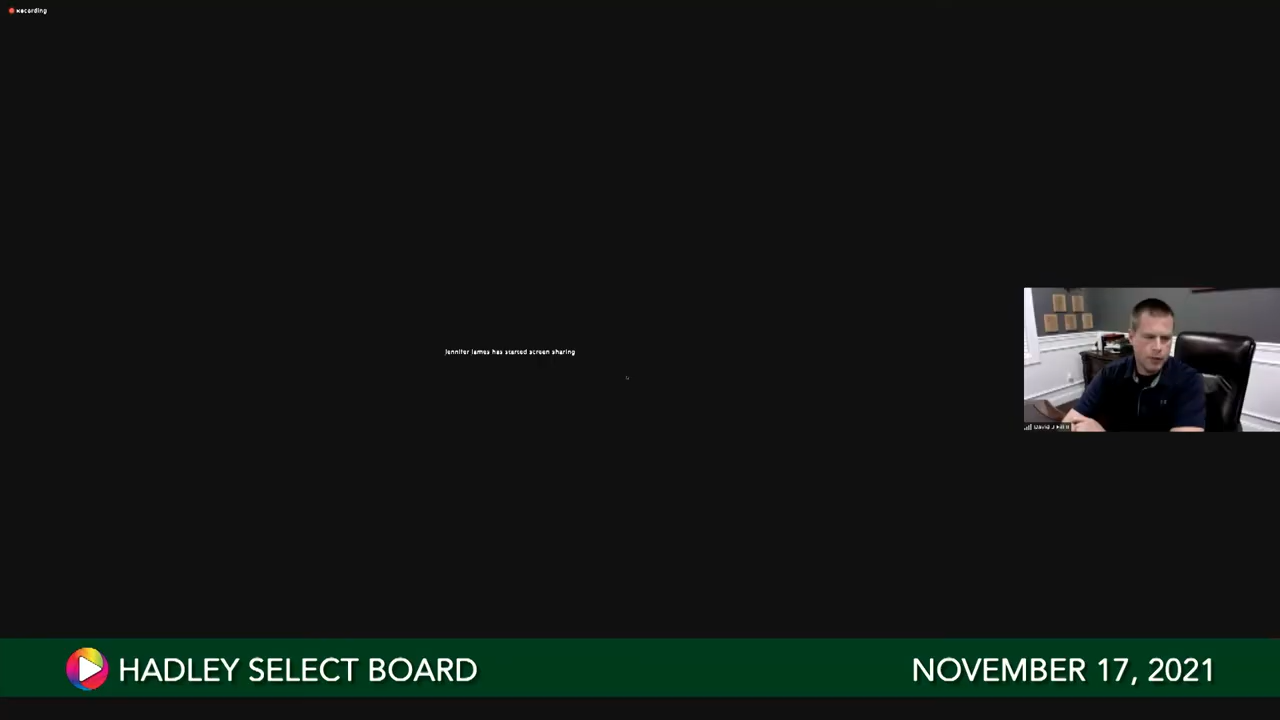 Recording
Jennifer James has started screen sharing
HADLEY SELECT BOARD
NOVEMBER 17, 2021